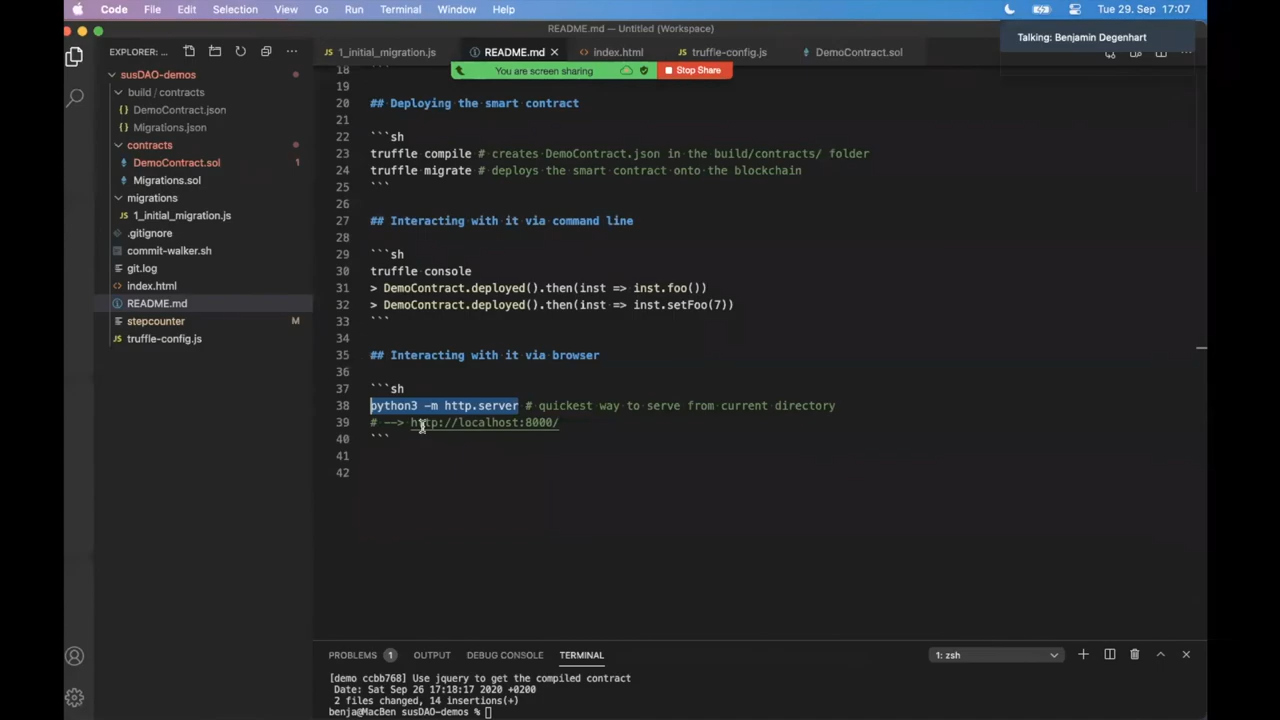 Code File Edit Selection View Go Run Terminal Window Help Tue 29. Sep 17:07
README.md — Untitled (Workspace)
Talking: Benjamin Degenhart
EXPLORER: ...
1_initial_migration.js README.md index.html truffle-config.js DemoContract.sol
You are screen sharing Stop Share
susDAO-demos
build / contracts
DemoContract.json
Migrations.json
contracts
DemoContract.sol 1
Migrations.sol
migrations
1_initial_migration.js
.gitignore
commit-walker.sh
git.log
index.html
README.md
stepcounter M
truffle-config.js
18 ```
19
20 ## Deploying the smart contract
21
22 ```sh
23 truffle compile # creates DemoContract.json in the build/contracts/ folder
24 truffle migrate # deploys the smart contract onto the blockchain
25 ```
26
27 ## Interacting with it via command line
28
29 ```sh
30 truffle console
31 > DemoContract.deployed().then(inst => inst.foo())
32 > DemoContract.deployed().then(inst => inst.setFoo(7))
33 ```
34
35 ## Interacting with it via browser
36
37 ```sh
38 python3 -m http.server # quickest way to serve from current directory
39 # --> http://localhost:8000/
40 ```
41
42
PROBLEMS 1 OUTPUT DEBUG CONSOLE TERMINAL 1: zsh
[demo ccbb768] Use jquery to get the compiled contract
Date: Sat Sep 26 17:18:17 2020 +0200
2 files changed, 14 insertions(+)
benja@MacBen susDAO-demos %